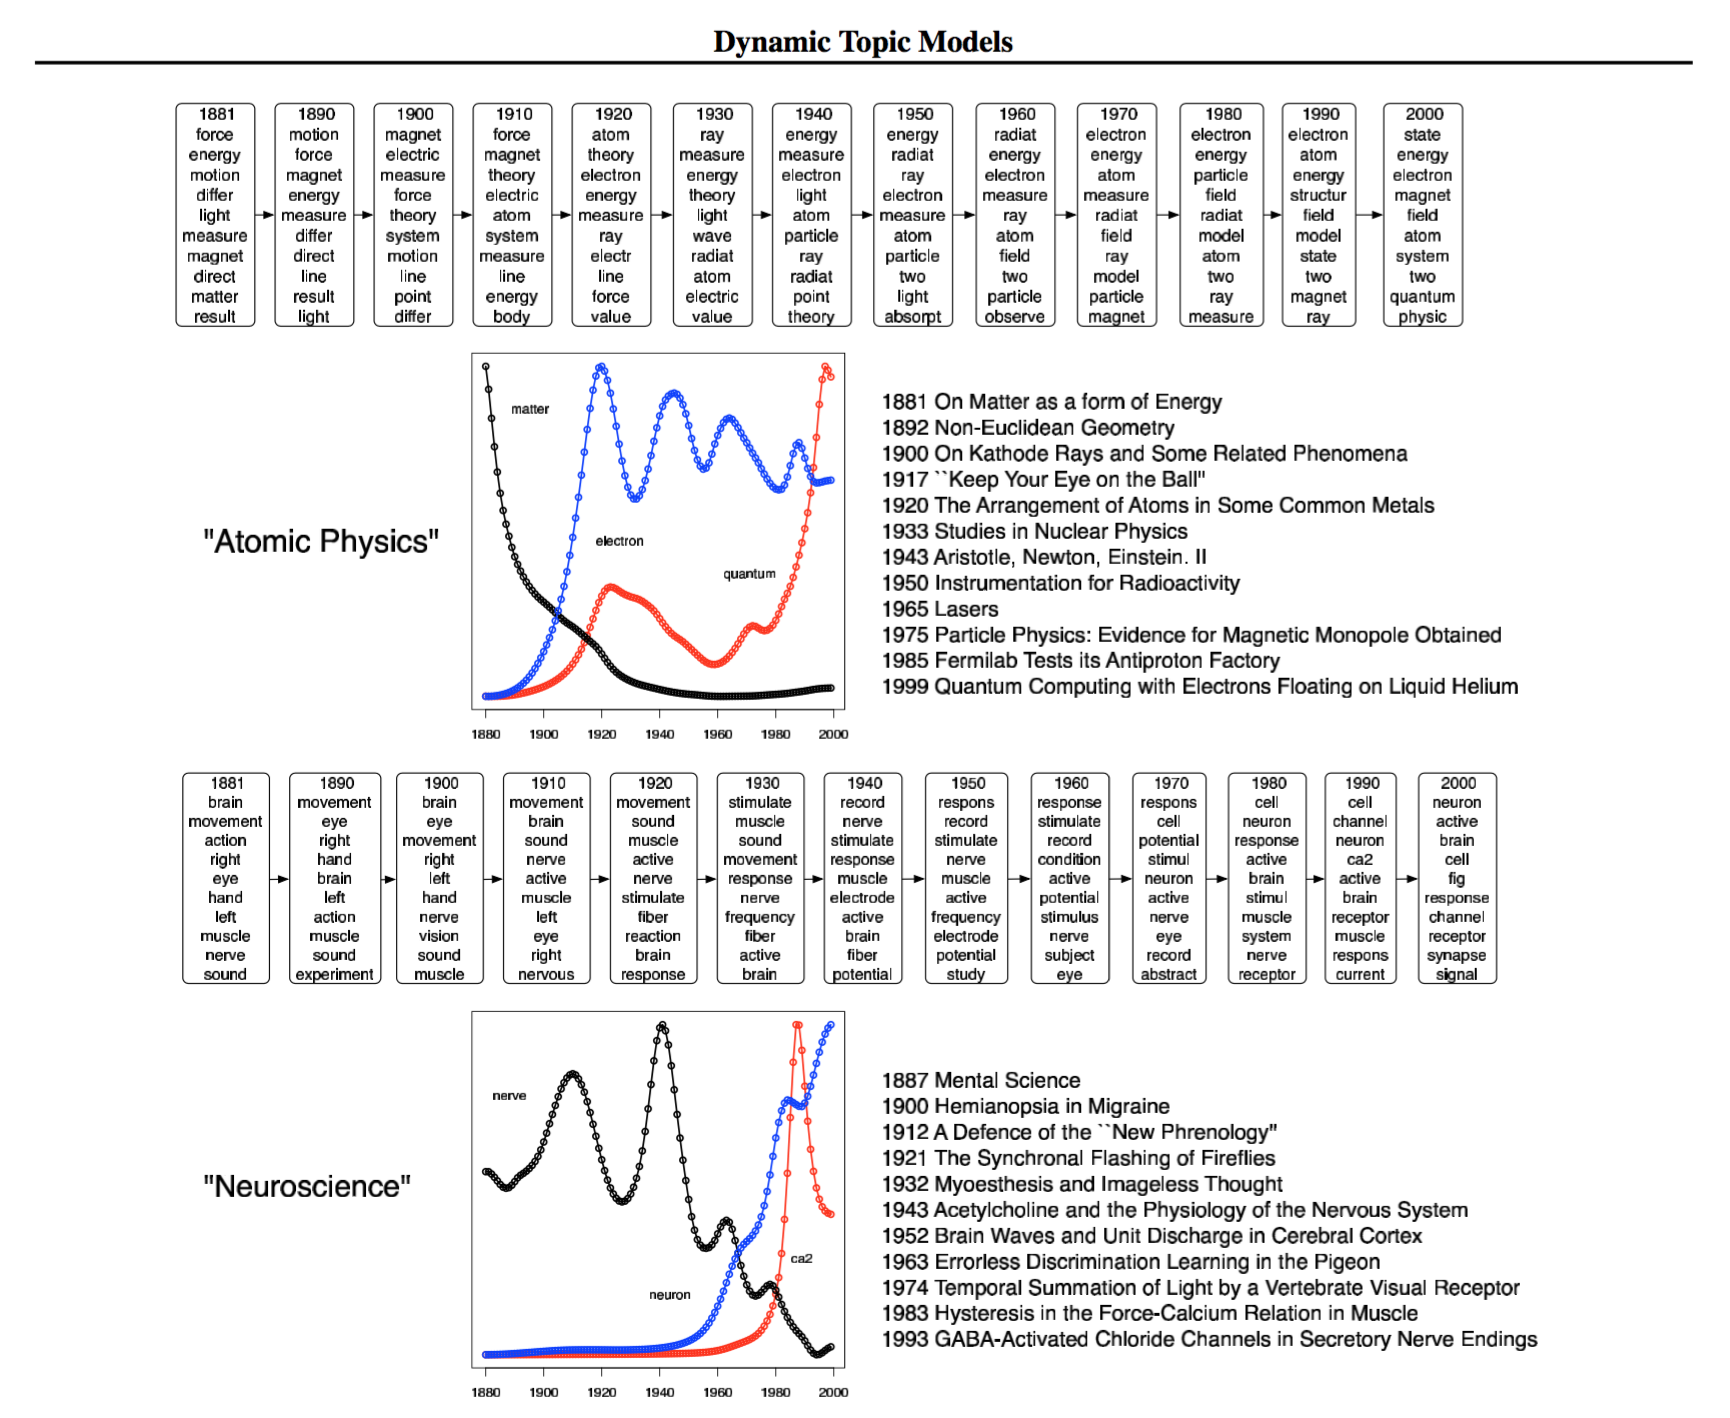 Dynamic Topic Models
1881 1890 1900 1910 1920 1930 1940 1950 1960 1970 1980 1990 2000
force motion magnet force atom ray energy energy radiat electron electron electron state
energy force electric magnet theory measure measure radiat energy energy energy atom energy
motion magnet measure theory electron energy electron ray electron atom particle energy electron
differ energy force electric energy theory light electron measure measure field structur magnet
light measure theory atom measure light atom measure ray radiat radiat field field
measure differ system system ray wave particle atom atom field model model atom
magnet direct motion measure electr radiat ray particle field ray atom state system
direct line line line line atom radiat two two model two two two
matter result point energy force electric point light particle particle ray magnet quantum
result light differ body value value theory absorpt observe magnet measure ray physic
"Atomic Physics"
matter
electron
quantum
1880 1900 1920 1940 1960 1980 2000
1881 On Matter as a form of Energy
1892 Non-Euclidean Geometry
1900 On Kathode Rays and Some Related Phenomena
1917 ``Keep Your Eye on the Ball''
1920 The Arrangement of Atoms in Some Common Metals
1933 Studies in Nuclear Physics
1943 Aristotle, Newton, Einstein. II
1950 Instrumentation for Radioactivity
1965 Lasers
1975 Particle Physics: Evidence for Magnetic Monopole Obtained
1985 Fermilab Tests its Antiproton Factory
1999 Quantum Computing with Electrons Floating on Liquid Helium
1881 1890 1900 1910 1920 1930 1940 1950 1960 1970 1980 1990 2000
brain movement brain movement movement stimulate record respons response respons cell cell neuron
movement eye eye brain sound muscle nerve record stimulate cell neuron channel active
action right movement sound muscle sound stimulate stimulate record potential response neuron brain
right hand right nerve active movement response nerve condition stimul active ca2 cell
eye brain left active nerve response muscle muscle active neuron brain active fig
hand left hand muscle stimulate nerve electrode active potential active stimul brain response
left action nerve left fiber frequency active frequency stimulus nerve muscle receptor channel
muscle muscle vision eye reaction fiber brain electrode nerve eye system muscle receptor
nerve sound sound right brain active fiber potential subject record nerve respons synapse
sound experiment muscle nervous response brain potential study eye abstract receptor current signal
"Neuroscience"
nerve
neuron
ca2
1880 1900 1920 1940 1960 1980 2000
1887 Mental Science
1900 Hemianopsia in Migraine
1912 A Defence of the ``New Phrenology''
1921 The Synchronal Flashing of Fireflies
1932 Myoesthesis and Imageless Thought
1943 Acetylcholine and the Physiology of the Nervous System
1952 Brain Waves and Unit Discharge in Cerebral Cortex
1963 Errorless Discrimination Learning in the Pigeon
1974 Temporal Summation of Light by a Vertebrate Visual Receptor
1983 Hysteresis in the Force-Calcium Relation in Muscle
1993 GABA-Activated Chloride Channels in Secretory Nerve Endings